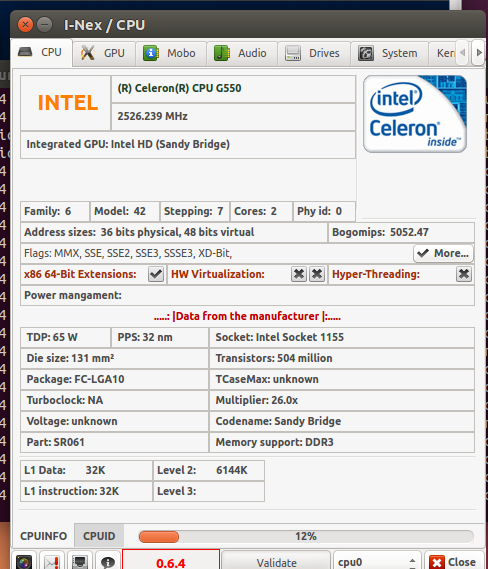 I-Nex / CPU
CPU GPU Mobo Audio Drives System Ker
INTEL
(R) Celeron(R) CPU G550
2526.239 MHz
Integrated GPU: Intel HD (Sandy Bridge)
intel
Celeron
inside™
Family: 6 Model: 42 Stepping: 7 Cores: 2 Phy id: 0
Address sizes: 36 bits physical, 48 bits virtual Bogomips: 5052.47
Flags: MMX, SSE, SSE2, SSE3, SSSE3, XD-Bit, More...
x86 64-Bit Extensions: HW Virtualization: Hyper-Threading:
Power mangament:
.....: |Data from the manufacturer |:.....
TDP: 65 W PPS: 32 nm Socket: Intel Socket 1155
Die size: 131 mm² Transistors: 504 million
Package: FC-LGA10 TCaseMax: unknown
Turboclock: NA Multiplier: 26.0x
Voltage: unknown Codename: Sandy Bridge
Part: SR061 Memory support: DDR3
L1 Data: 32K Level 2: 6144K
L1 instruction: 32K Level 3:
CPUINFO CPUID 12%
0.6.4 Validate cpu0 Close